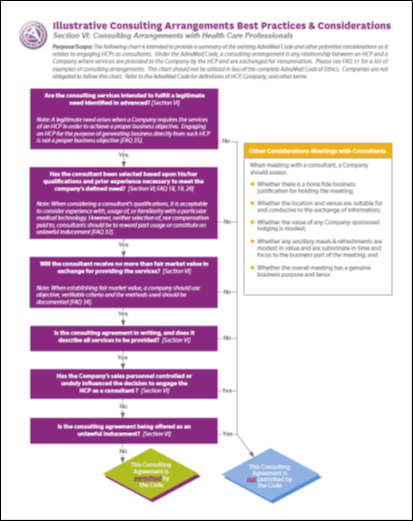 Illustrative Consulting Arrangements Best Practices & Considerations
Section VI: Consulting Arrangements with Health Care Professionals
Purpose/Scope: The following chart is intended to provide a summary of the existing AdvaMed Code and other potential considerations as it
relates to engaging HCPs as consultants. Under the AdvaMed Code, a consulting arrangement is any relationship between an HCP and a
Company where services are provided to the Company by the HCP and are exchanged for remuneration. Please see FAQ 31 for a list of
examples of consulting arrangements. This chart should not be utilized in lieu of the complete AdvaMed Code of Ethics. Companies are not
obligated to follow this chart. Refer to the AdvaMed Code for definitions of HCP, Company, and other terms.
Are the consulting services intended to fulfill a legitimate
need identified in advance? [Section VI]
Note: A legitimate need arises when a Company requires the services
of an HCP in order to achieve a proper business objective. Engaging
an HCP for the purpose of generating business directly from such HCP
is not a proper business objective [FAQ 35]
No
Yes
Has the consultant been selected based upon his/her
qualifications and prior experience necessary to meet the
company's defined need? [Section VI; FAQ 18, 19, 20]
Note: When considering a consultant's qualifications, it is acceptable
to consider experience with, usage of, or familiarity with a particular
medical technology. However, neither selection of, nor compensation
paid to, consultants should be to reward past usage or constitute an
unlawful inducement [FAQ 32].
No
Yes
Will the consultant receive no more than fair market value in
exchange for providing the services? [Section VI]
Note: When establishing fair market value, a company should use
objective, verifiable criteria and the methods used should be
documented [FAQ 34].
No
Yes
Is the consulting agreement in writing, and does it
describe all services to be provided? [Section VI]
No
Yes
Has the Company's sales personnel controlled or
unduly influenced the decision to engage the
HCP as a consultant? [Section VI]
Yes
No
Is the consulting agreement being offered as an
unlawful inducement? [Section VI]
Yes
No
This Consulting
Agreement is
permitted by
the Code
This Consulting
Agreement is
not permitted by
the Code
Other Considerations-Meetings with Consultants
When meeting with a consultant, a Company
should assess:
Whether there is a bona fide business
justification for holding the meeting;
Whether the location and venue are suitable for
and conducive to the exchange of information;
Whether the value of any Company-sponsored
lodging is modest;
Whether any ancillary meals & refreshments are
modest in value and are subordinate in time and
focus to the business part of the meeting; and
Whether the overall meeting has a genuine
business purpose and tenor